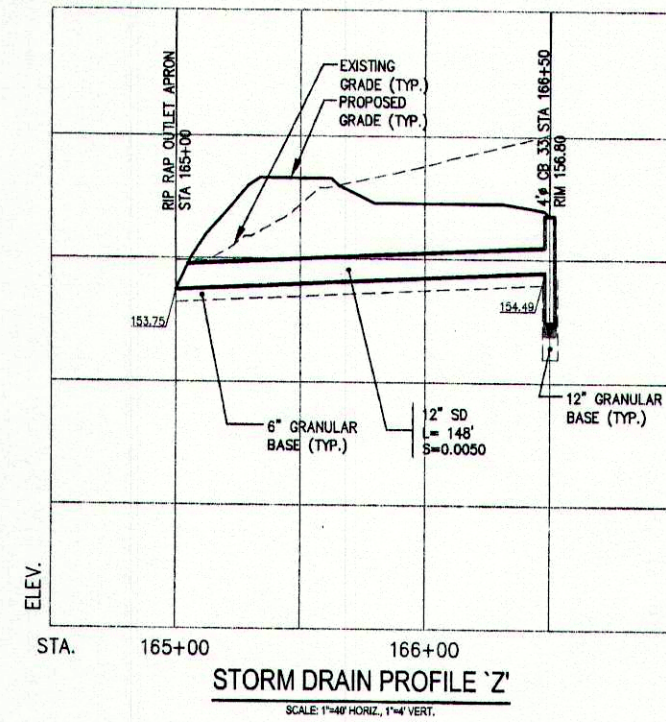 EXISTING
GRADE (TYP.)
PROPOSED
GRADE (TYP.)
RIP RAP OUTLET APRON
STA 165+00
4'ø CB 33 STA 166+50
RIM 156.80
153.75
154.49
6" GRANULAR
BASE (TYP.)
12" SD
L= 148'
S=0.0050
12" GRANULAR
BASE (TYP.)
ELEV.
STA.
165+00
166+00
STORM DRAIN PROFILE `Z'
SCALE: 1"=40' HORIZ., 1"=4' VERT.